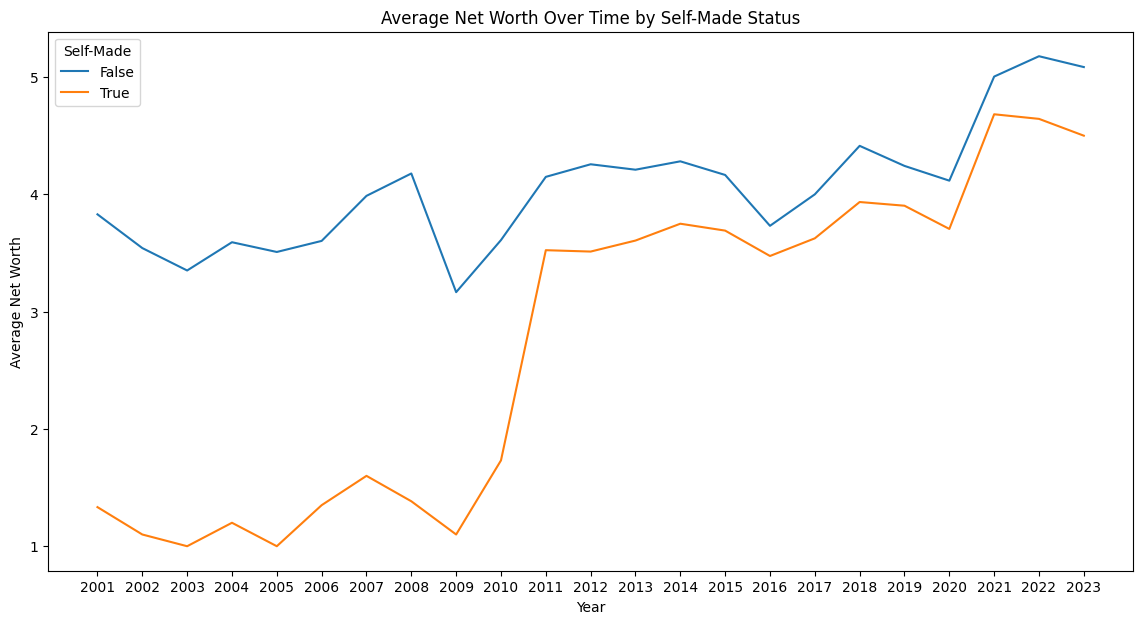 Average Net Worth Over Time by Self-Made Status
Self-Made
False
True
Average Net Worth
5
4
3
2
1
2001 2002 2003 2004 2005 2006 2007 2008 2009 2010 2011 2012 2013 2014 2015 2016 2017 2018 2019 2020 2021 2022 2023
Year